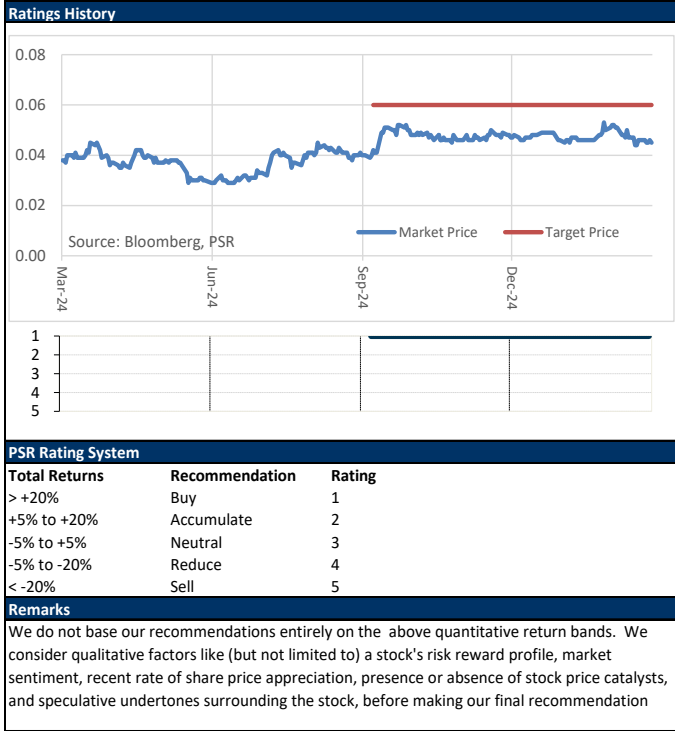 Ratings History
0.08
0.06
0.04
0.02
0.00
Source: Bloomberg, PSR
Market Price
Target Price
Mar-24
Jun-24
Sep-24
Dec-24
1
2
3
4
5
PSR Rating System
Total Returns Recommendation Rating
> +20% Buy 1
+5% to +20% Accumulate 2
-5% to +5% Neutral 3
-5% to -20% Reduce 4
< -20% Sell 5
Remarks
We do not base our recommendations entirely on the above quantitative return bands. We
consider qualitative factors like (but not limited to) a stock's risk reward profile, market
sentiment, recent rate of share price appreciation, presence or absence of stock price catalysts,
and speculative undertones surrounding the stock, before making our final recommendation